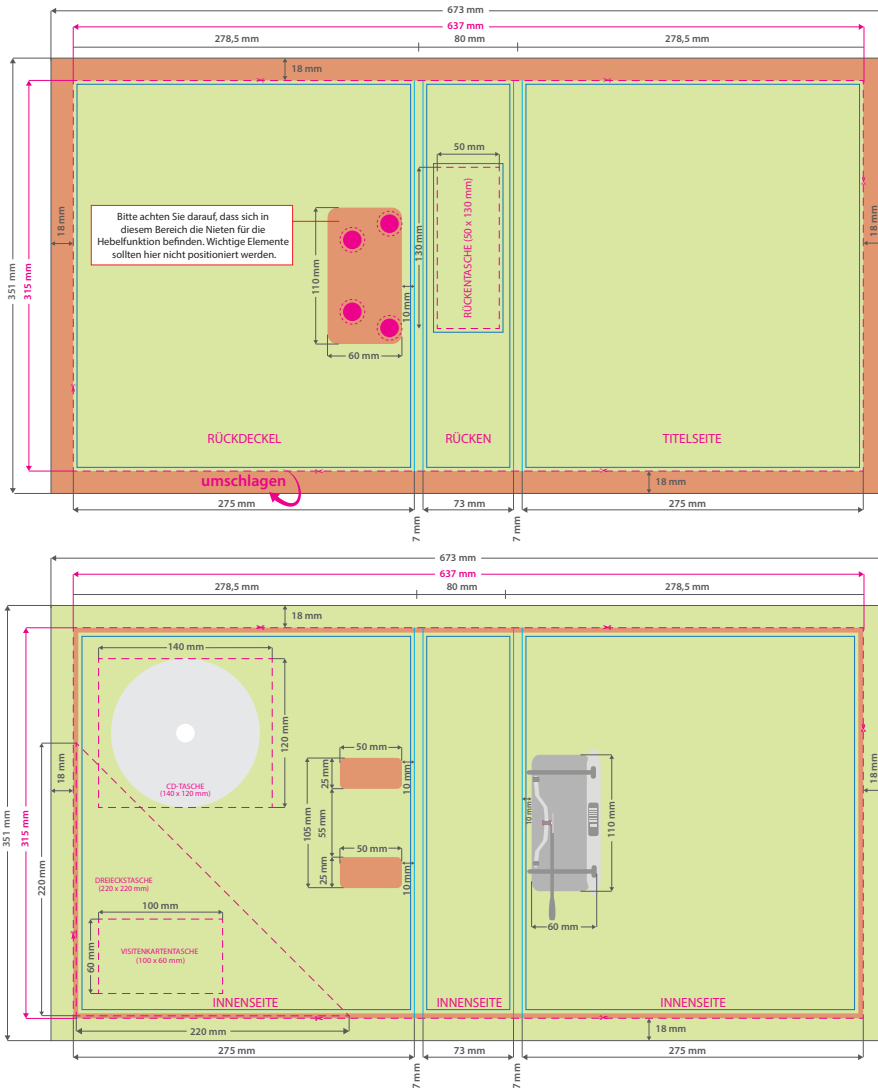 673 mm
637 mm
278,5 mm
80 mm
278,5 mm
18 mm
50 mm
Bitte achten Sie darauf, dass sich in
diesem Bereich die Nieten für die
Hebelfunktion befinden. Wichtige Elemente
sollten hier nicht positioniert werden.
RÜCKENTASCHE (50 x 130 mm)
130 mm
18 mm
18 mm
351 mm
315 mm
110 mm
10 mm
60 mm
RÜCKDECKEL
RÜCKEN
TITELSEITE
umschlagen
18 mm
275 mm
7 mm
73 mm
7 mm
275 mm
673 mm
637 mm
278,5 mm
80 mm
278,5 mm
18 mm
140 mm
120 mm
CD-TASCHE
(140 x 120 mm)
50 mm
25 mm
10 mm
18 mm
18 mm
351 mm
315 mm
105 mm
55 mm
10 mm
110 mm
50 mm
25 mm
10 mm
220 mm
DREIECKSTASCHE
(220 x 220 mm)
100 mm
60 mm
VISITENKARTENTASCHE
(100 x 60 mm)
60 mm
INNENSEITE
INNENSEITE
INNENSEITE
220 mm
18 mm
275 mm
7 mm
73 mm
7 mm
275 mm